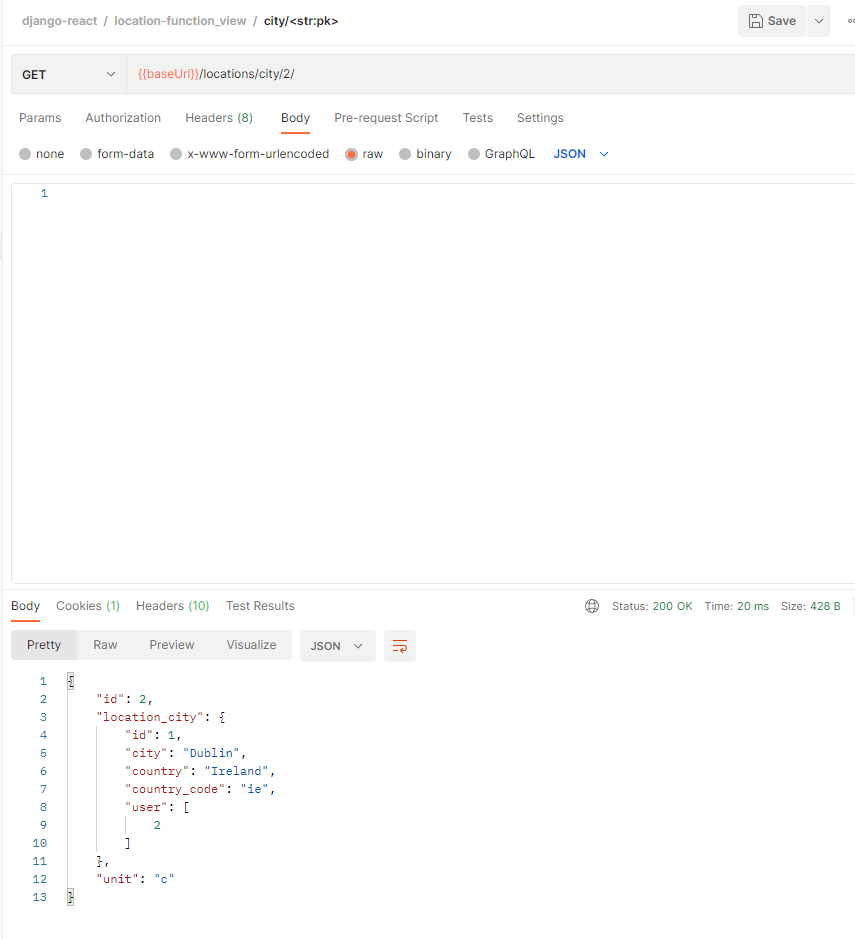 django-react / location-function_view / city/<str:pk>
Save
GET {{baseUrl}}/locations/city/2/
Params Authorization Headers (8) Body Pre-request Script Tests Settings
none form-data x-www-form-urlencoded raw binary GraphQL JSON
1
Body Cookies (1) Headers (10) Test Results Status: 200 OK Time: 20 ms Size: 428 B
Pretty Raw Preview Visualize JSON
1 {
2 "id": 2,
3 "location_city": {
4 "id": 1,
5 "city": "Dublin",
6 "country": "Ireland",
7 "country_code": "ie",
8 "user": [
9 2
10 ]
11 },
12 "unit": "c"
13 }